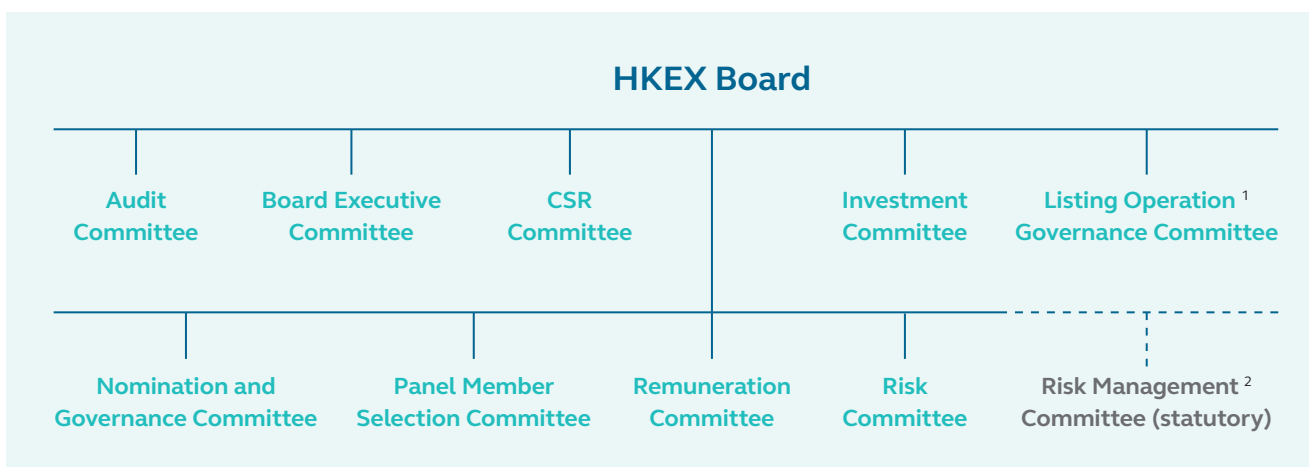 HKEX Board
Audit
Committee
Board Executive
Committee
CSR
Committee
Investment
Committee
Listing Operation 1
Governance Committee
Nomination and
Governance Committee
Panel Member
Selection Committee
Remuneration
Committee
Risk
Committee
Risk Management 2
Committee (statutory)